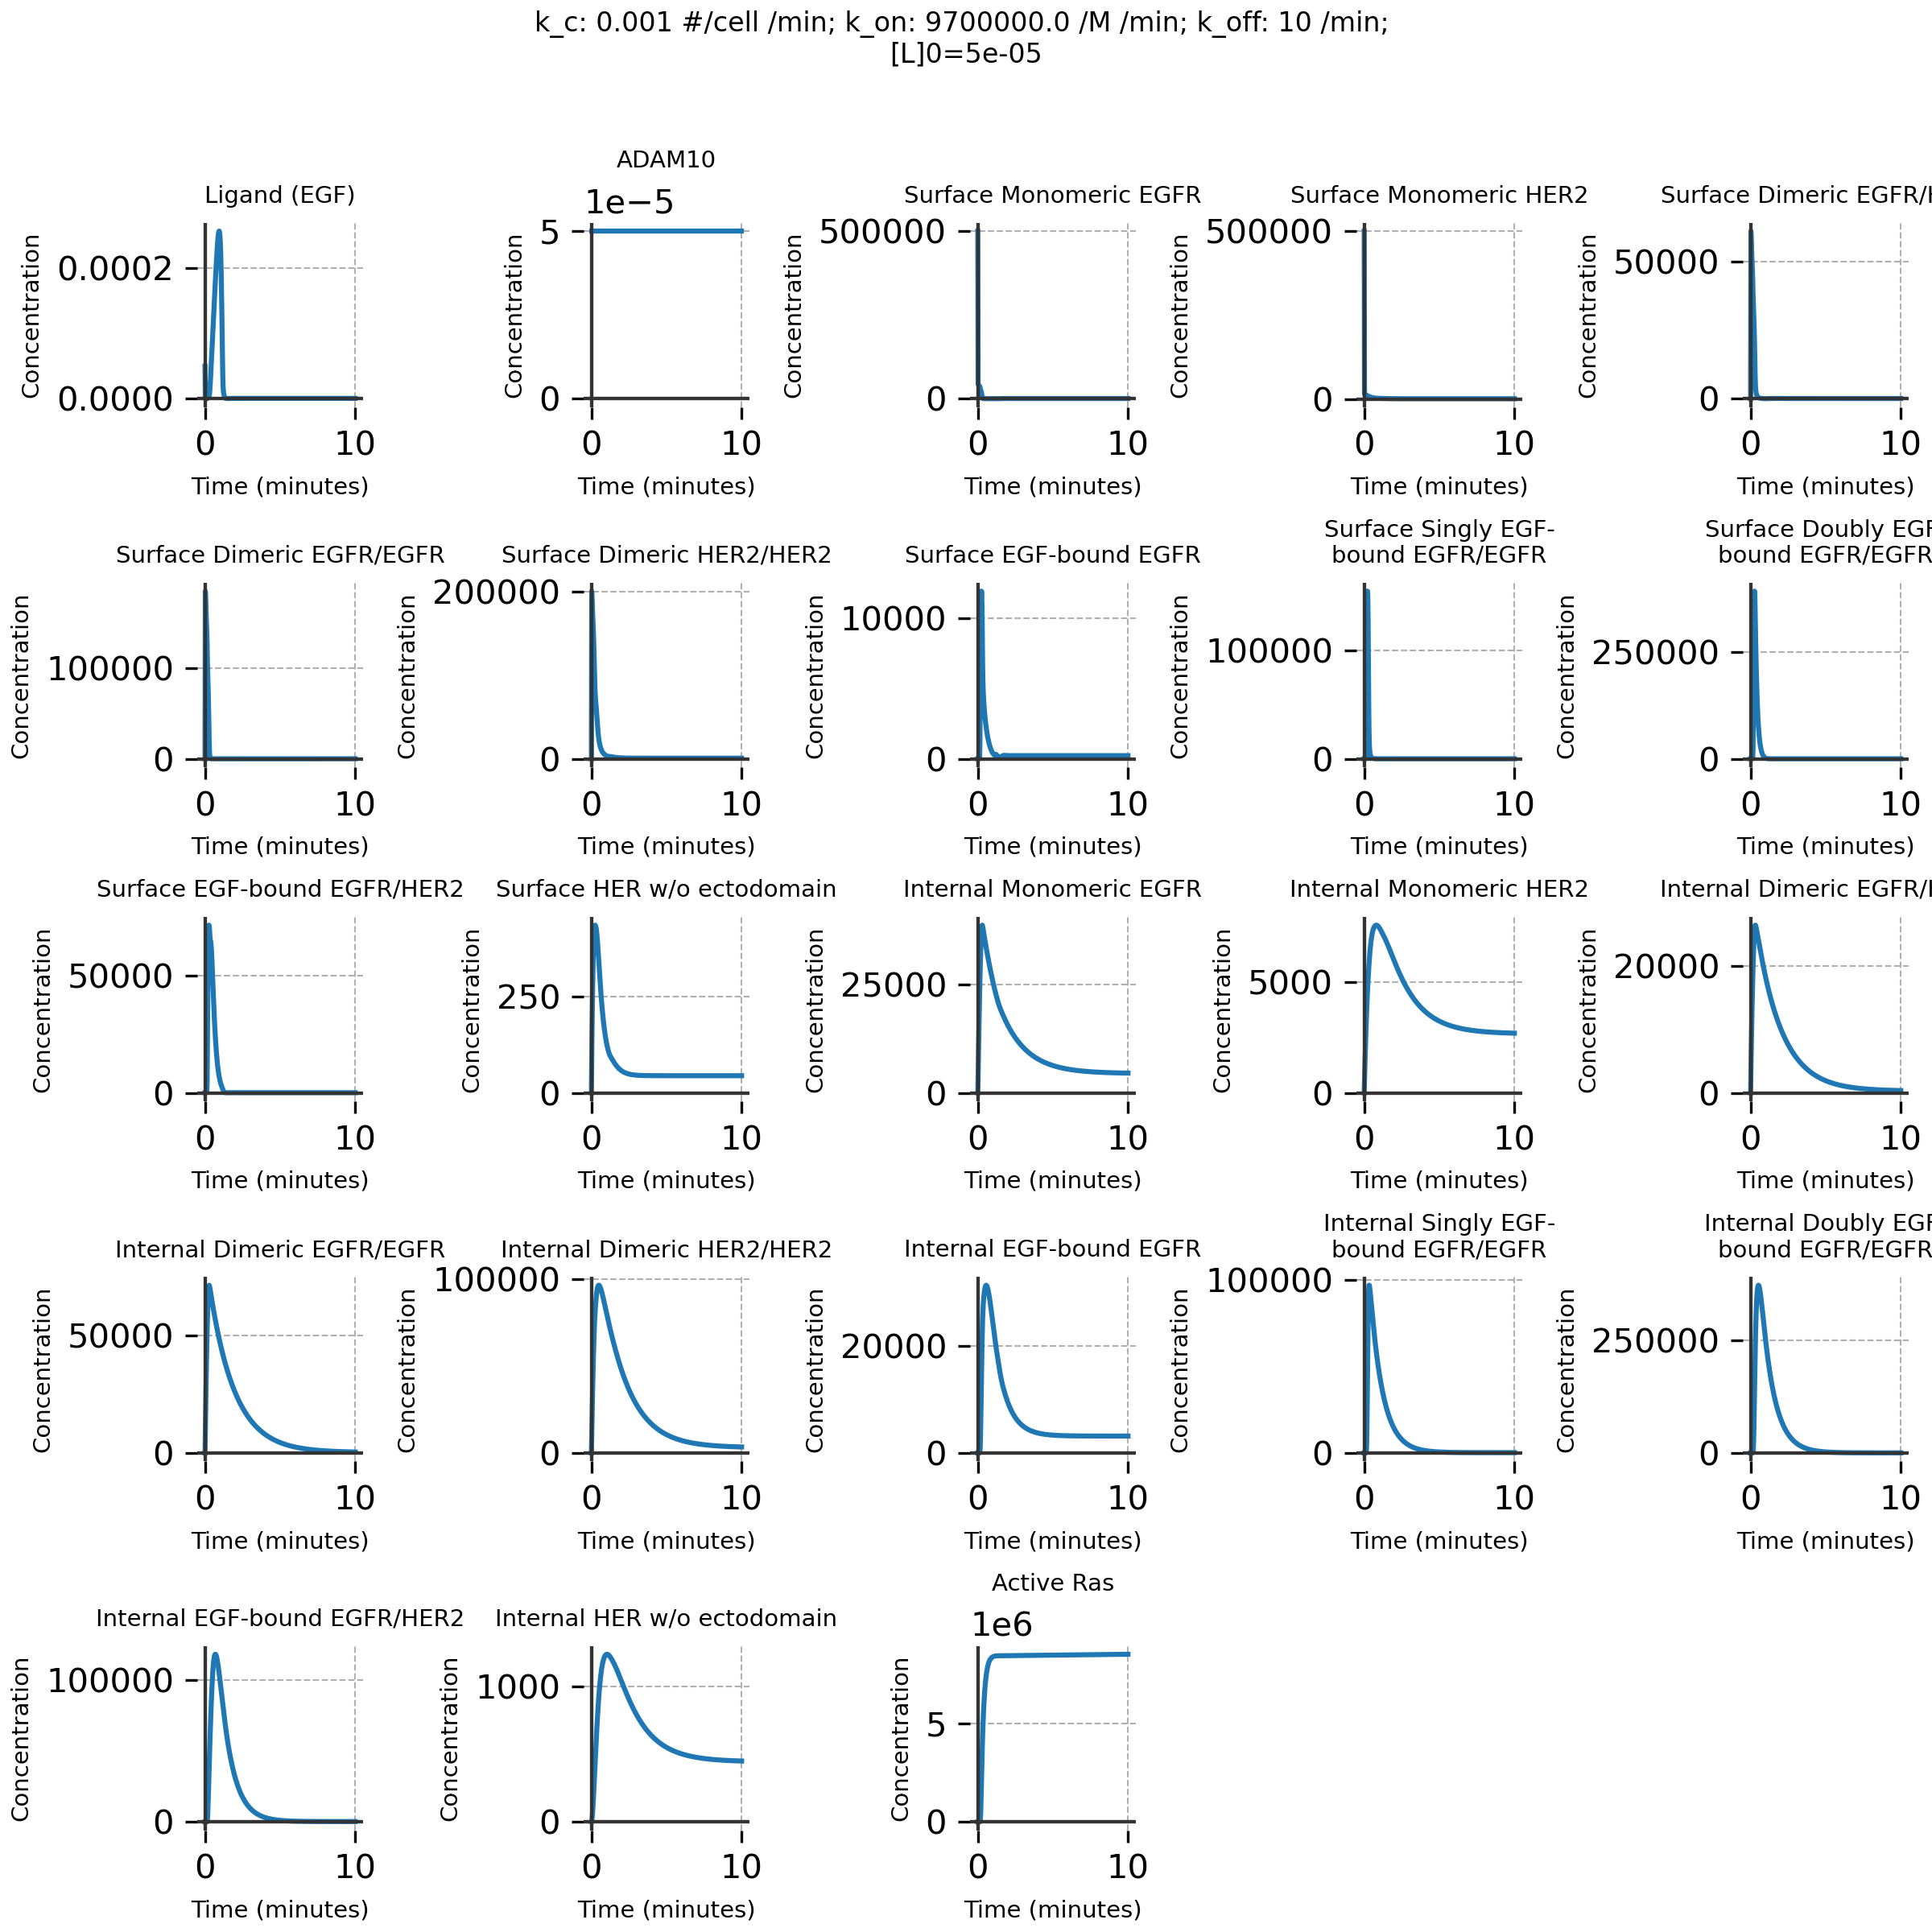 k_c: 0.001 #/cell /min; k_on: 9700000.0 /M /min; k_off: 10 /min;
[L]0=5e-05
Ligand (EGF)
Concentration
0.0002
0.0000
0
10
Time (minutes)
ADAM10
1e−5
Concentration
5
0
0
10
Time (minutes)
Surface Monomeric EGFR
Concentration
500000
0
0
10
Time (minutes)
Surface Monomeric HER2
Concentration
500000
0
0
10
Time (minutes)
Surface Dimeric EGFR/
Concentration
50000
0
0
10
Time (minutes)
Surface Dimeric EGFR/EGFR
Concentration
100000
0
0
10
Time (minutes)
Surface Dimeric HER2/HER2
Concentration
200000
0
0
10
Time (minutes)
Surface EGF-bound EGFR
Concentration
10000
0
0
10
Time (minutes)
Surface Singly EGF-
bound EGFR/EGFR
Concentration
100000
0
0
10
Time (minutes)
Surface Doubly EGF
bound EGFR/EGFR
Concentration
250000
0
0
10
Time (minutes)
Surface EGF-bound EGFR/HER2
Concentration
50000
0
0
10
Time (minutes)
Surface HER w/o ectodomain
Concentration
250
0
0
10
Time (minutes)
Internal Monomeric EGFR
Concentration
25000
0
0
10
Time (minutes)
Internal Monomeric HER2
Concentration
5000
0
0
10
Time (minutes)
Internal Dimeric EGFR/
Concentration
20000
0
0
10
Time (minutes)
Internal Dimeric EGFR/EGFR
Concentration
50000
0
0
10
Time (minutes)
Internal Dimeric HER2/HER2
Concentration
100000
0
0
10
Time (minutes)
Internal EGF-bound EGFR
Concentration
20000
0
0
10
Time (minutes)
Internal Singly EGF-
bound EGFR/EGFR
Concentration
100000
0
0
10
Time (minutes)
Internal Doubly EGF
bound EGFR/EGFR
Concentration
250000
0
0
10
Time (minutes)
Internal EGF-bound EGFR/HER2
Concentration
100000
0
0
10
Time (minutes)
Internal HER w/o ectodomain
Concentration
1000
0
0
10
Time (minutes)
Active Ras
1e6
Concentration
5
0
0
10
Time (minutes)